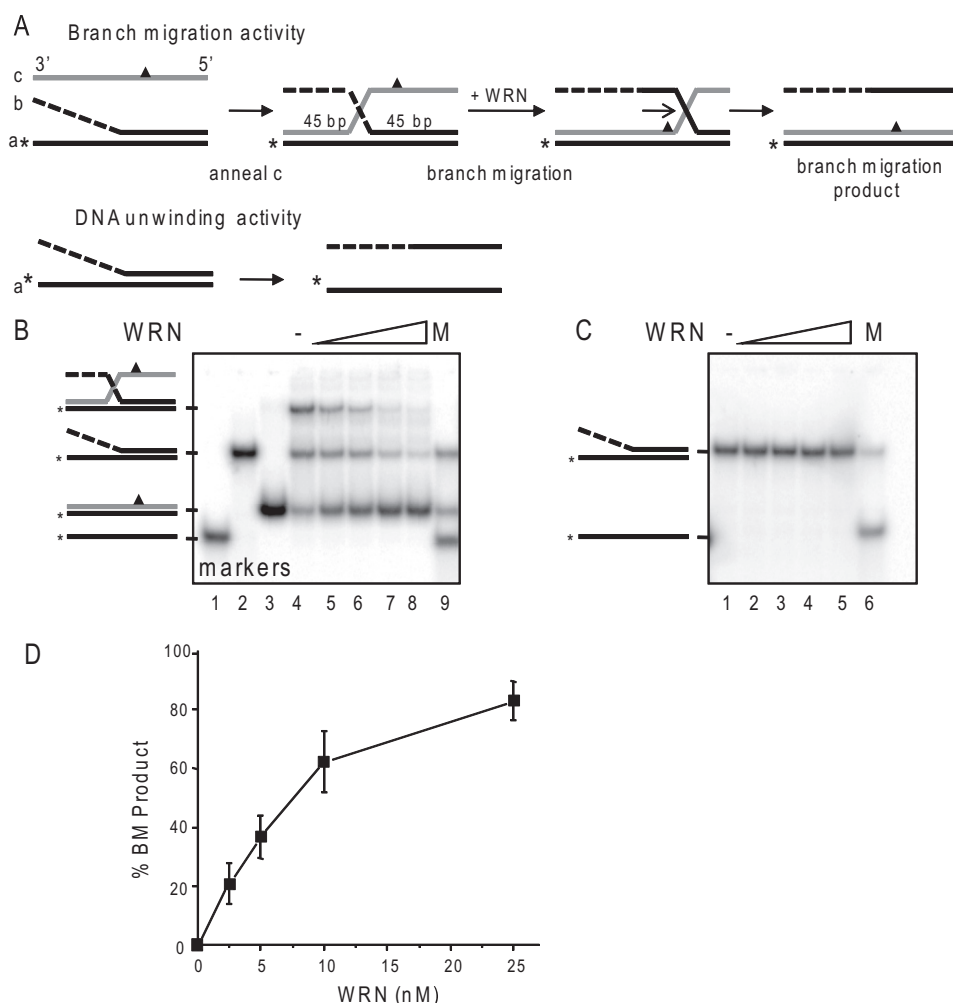 A
Branch migration activity
3’ 5’
c
b
a*
45 bp 45 bp
*
+ WRN
*
*
anneal c
branch migration
branch migration
product
DNA unwinding activity
a*
*
B
WRN - M
*
*
*
*
markers
1 2 3 4 5 6 7 8 9
C
WRN - M
*
*
1 2 3 4 5 6
D
100
80
60
40
20
0
% BM Product
0 5 10 15 20 25
WRN (nM)